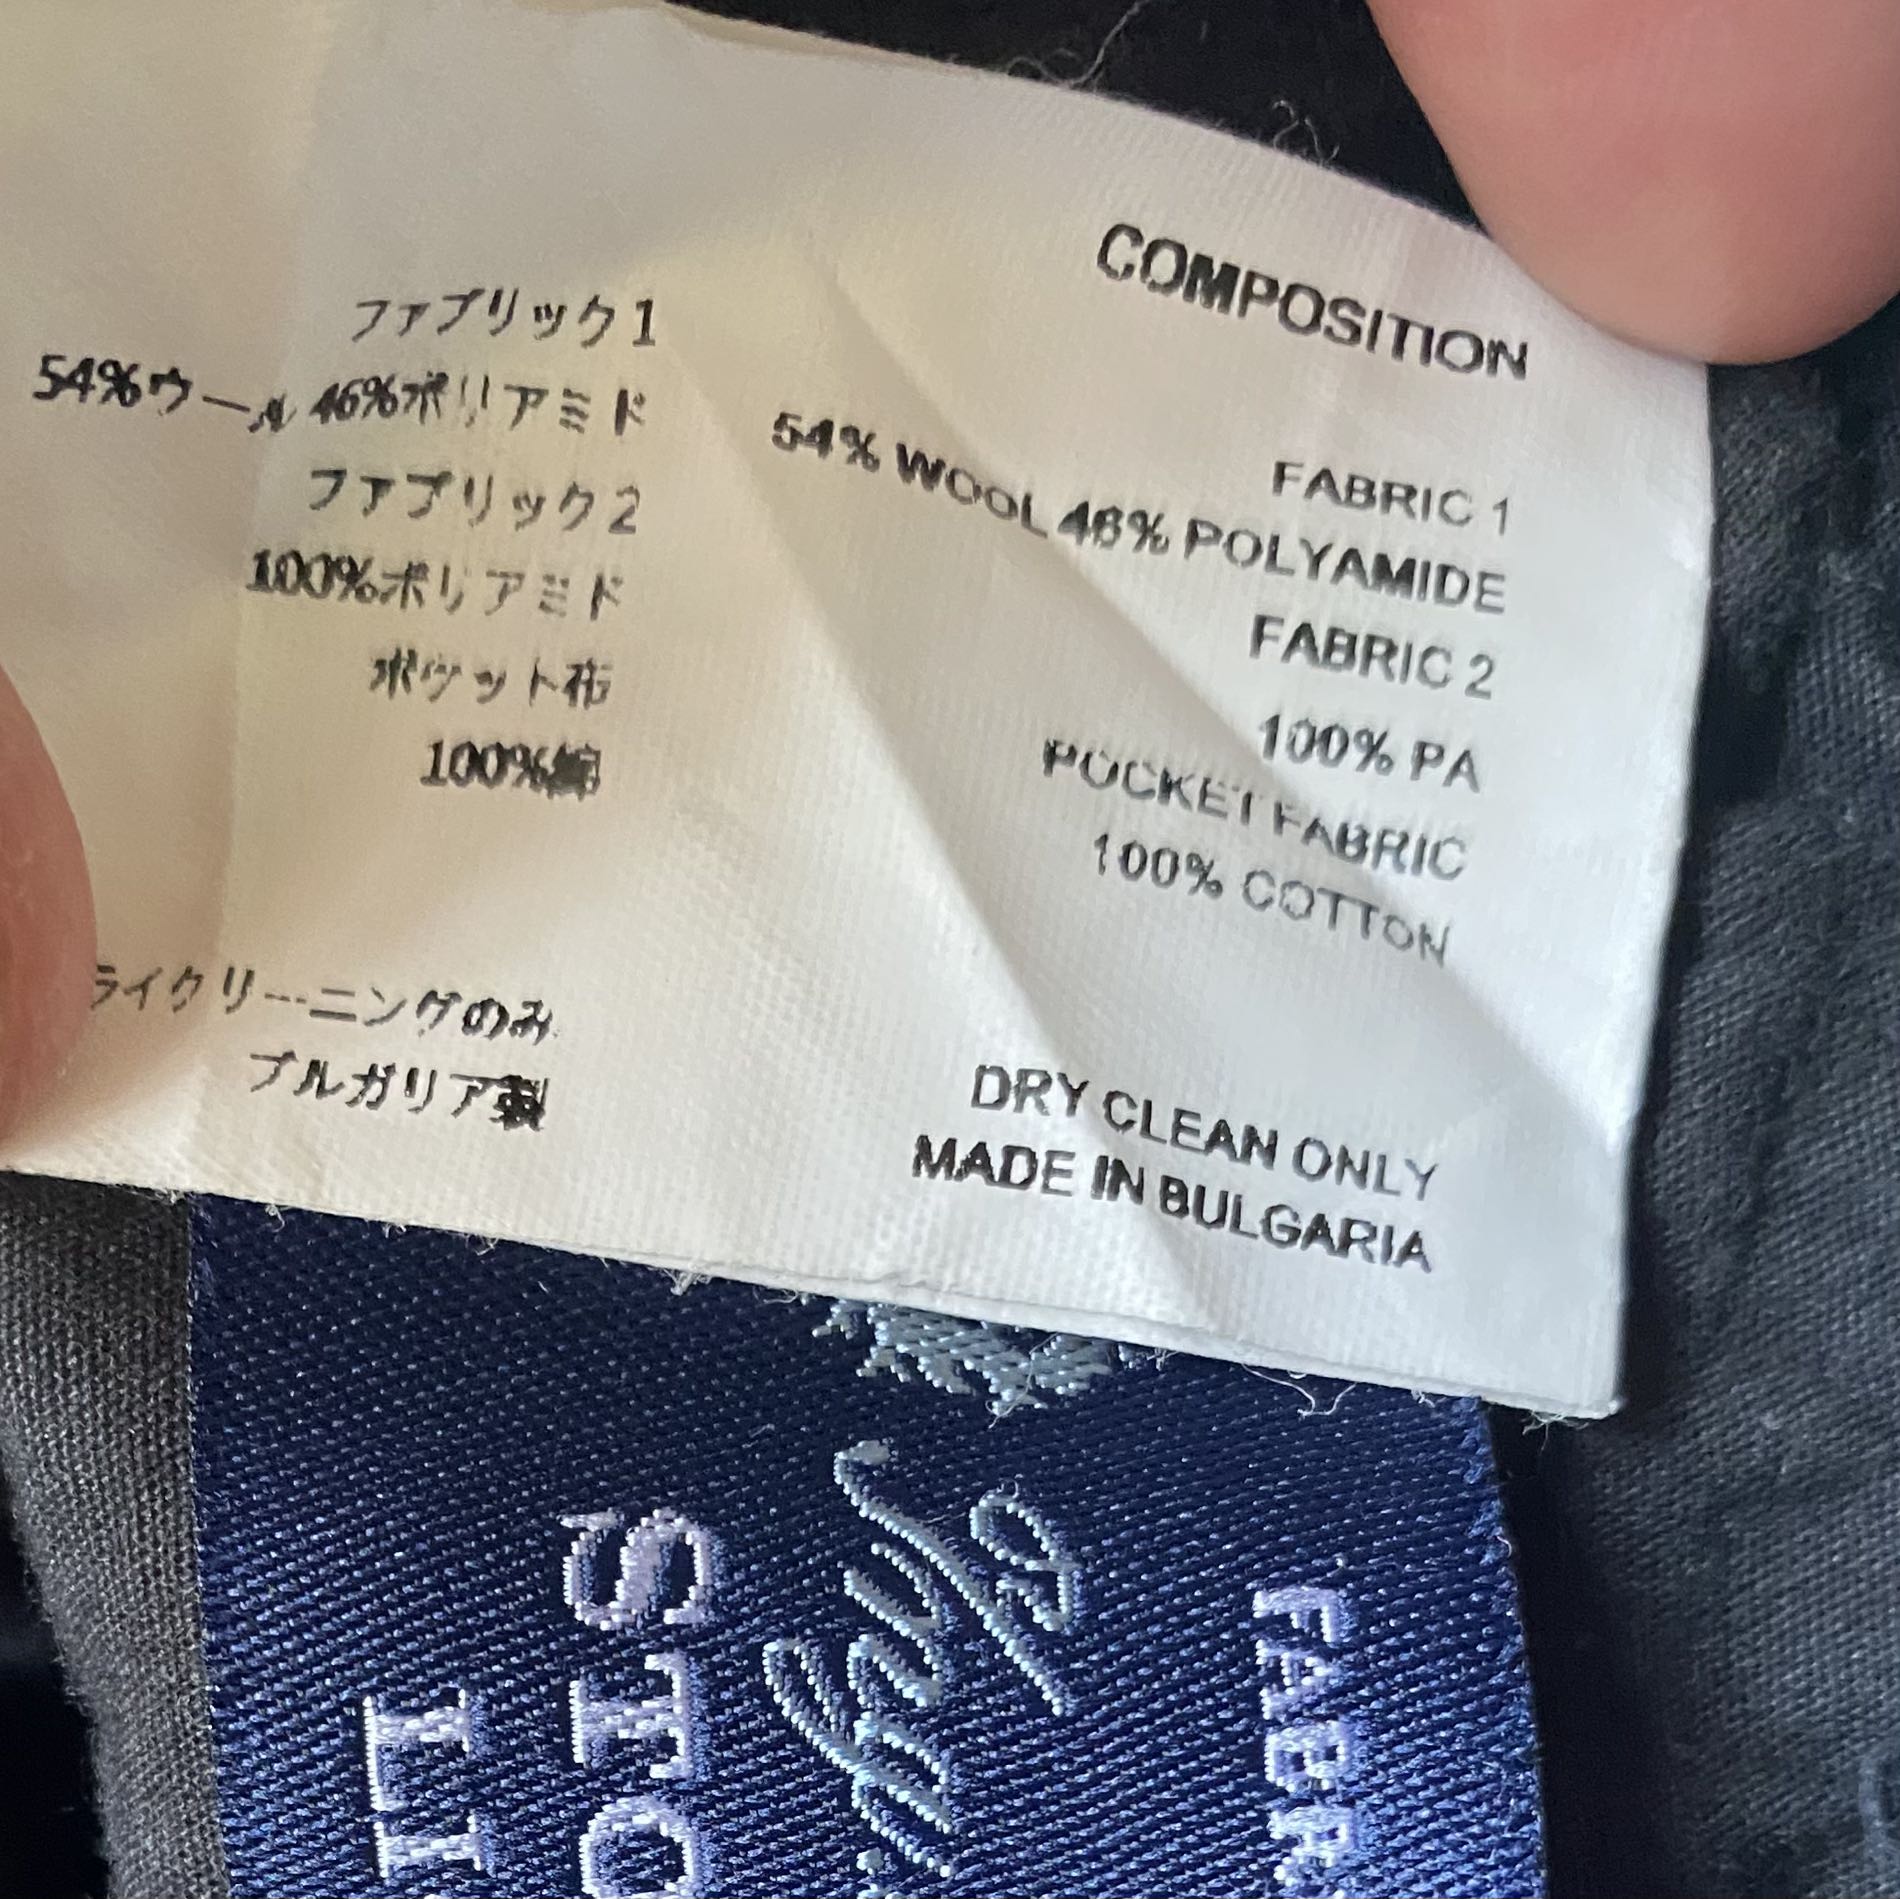 COMPOSITION
FABRIC 1
54% WOOL 46% POLYAMIDE
FABRIC 2
100% PA
POCKET FABRIC
100% COTTON
DRY CLEAN ONLY
MADE IN BULGARIA
ファブリック1
54%ウール 46%ポリアミド
ファブリック2
100%ポリアミド
ポケット布
100%綿
ライクリーニングのみ
ブルガリア製